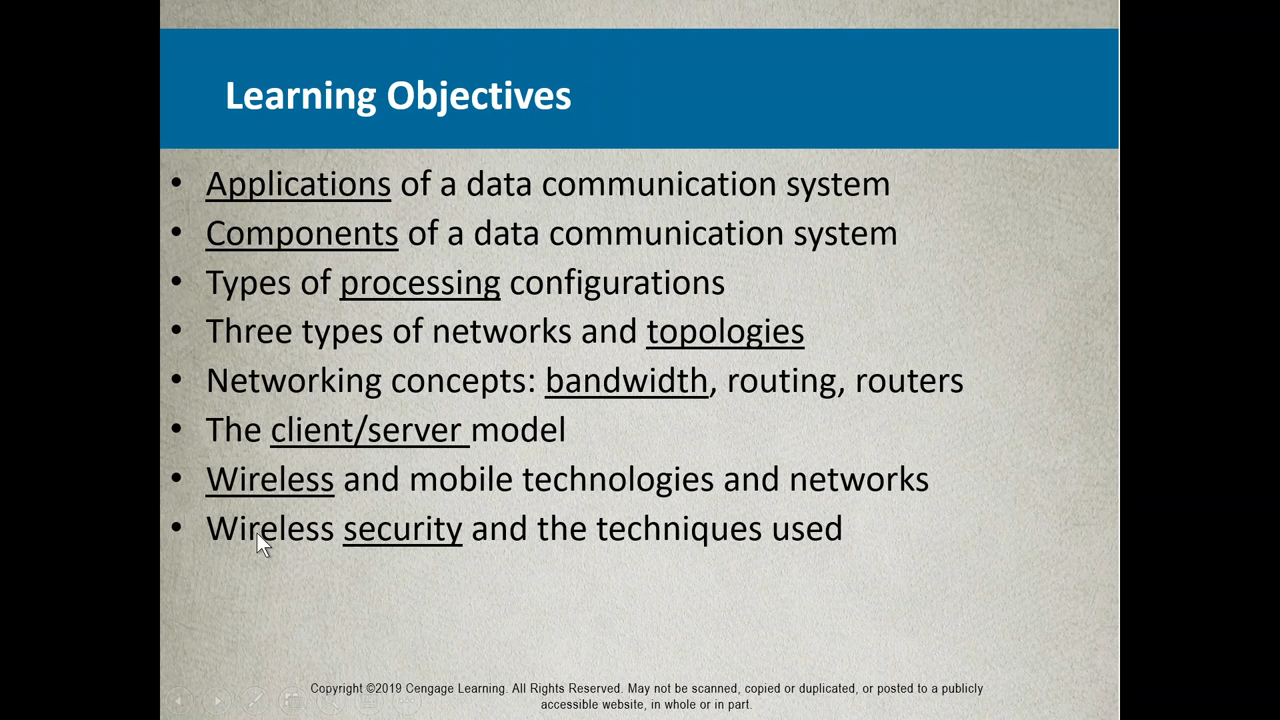 Learning Objectives
• Applications of a data communication system
• Components of a data communication system
• Types of processing configurations
• Three types of networks and topologies
• Networking concepts: bandwidth, routing, routers
• The client/server model
• Wireless and mobile technologies and networks
• Wireless security and the techniques used
Copyright ©2019 Cengage Learning. All Rights Reserved. May not be scanned, copied or duplicated, or posted to a publicly
accessible website, in whole or in part.